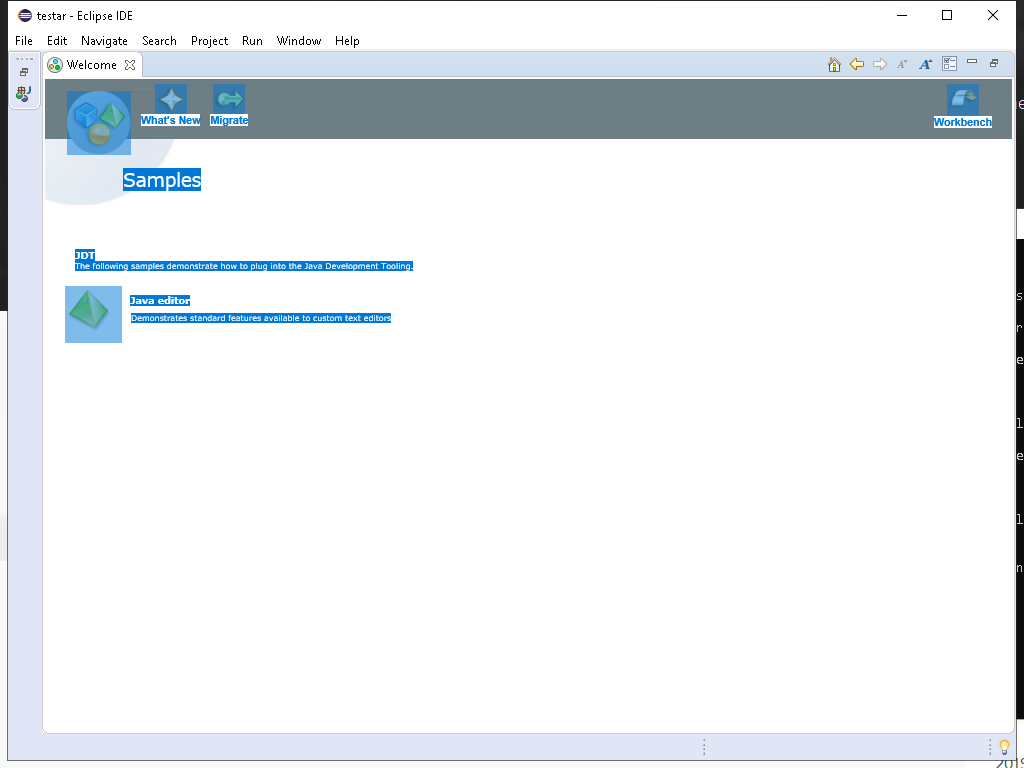 testar - Eclipse IDE
File Edit Navigate Search Project Run Window Help
Welcome
What's New Migrate Workbench
Samples
JDT
The following samples demonstrate how to plug into the Java Development Tooling.
Java editor
Demonstrates standard features available to custom text editors